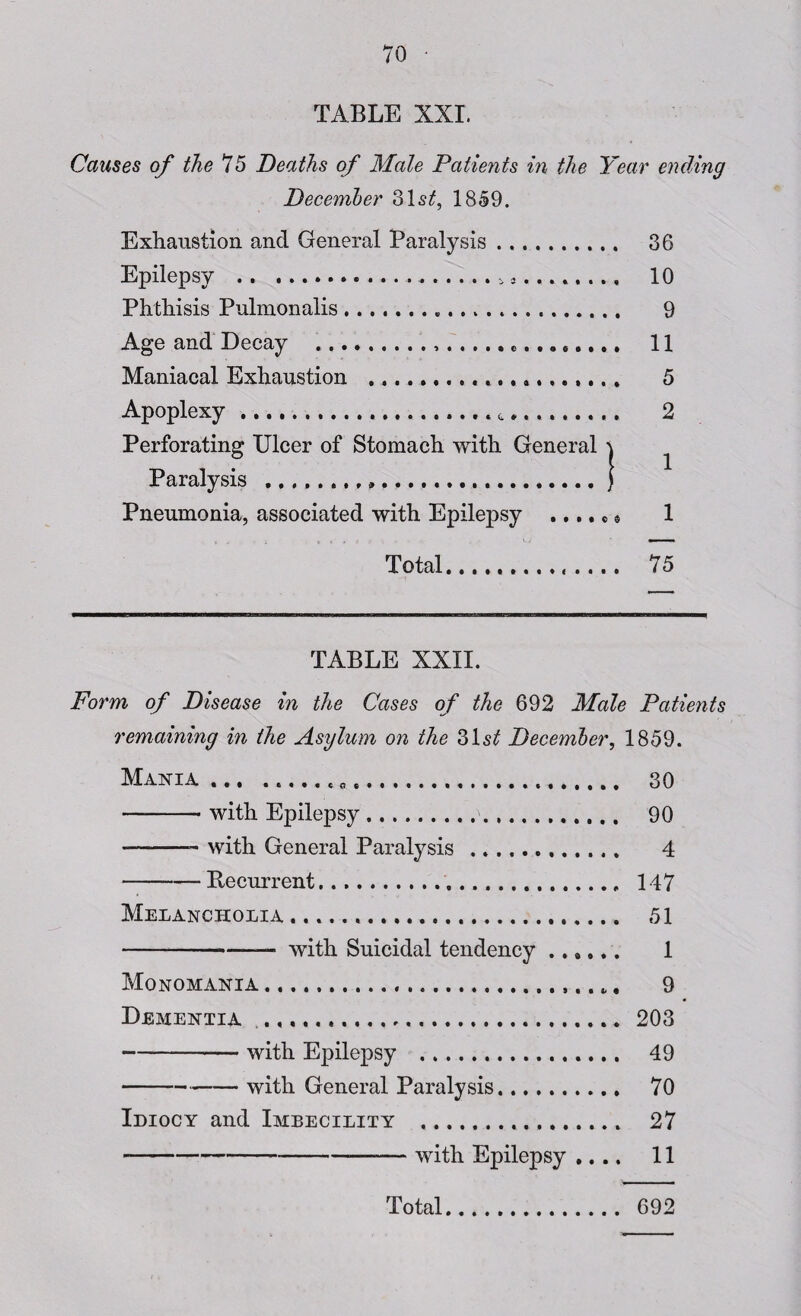 70
TABLE XXI.
Causes of the 75 Deaths of Male Patients in the Year ending
December 31st, 1859.
Exhaustion and General Paralysis .......... 36
Epilepsy .. ............................ 10
Phthisis Pulmonalis ........................ 9
Age and Decay .......................... 11
Maniacal Exhaustion .................... 5
Apoplexy .............................. 2
Perforating Ulcer of Stomach with General }
Paralysis ............................ } 1
Pneumonia, associated with Epilepsy ...... 1
Total.............. 75
TABLE XXII.
Form of Disease in the Cases of the 692 Male Patients
remaining in the Asylum on the 31st December, 1859.
MANIA ... ............................ 30
——— with Epilepsy...................... 90
——— with General Paralysis ............ 4
——— Recurrent........................ 147
MELANCHOLIA............................ 51
——— with Suicidal tendency ...... 1
MONOMANIA.............................. 9
DEMENTIA .............................. 203
——— with Epilepsy .................. 49
——— with General Paralysis.......... 70
IDIOCY and IMBECILITY .................. 27
——— with Epilepsy .... 11
Total............... 692